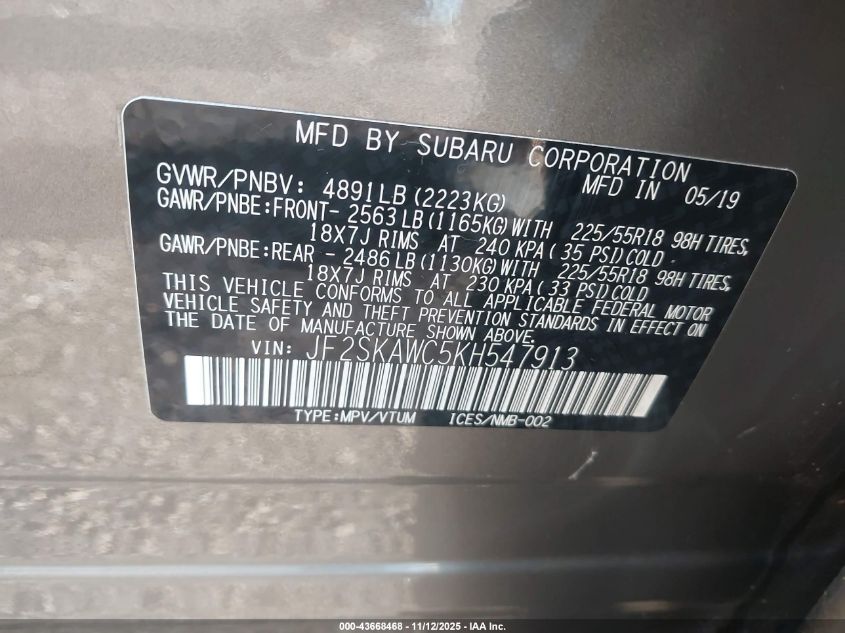 MFD BY SUBARU CORPORATION
MFD IN 05/19
GVWR/PNBV: 4891LB (2223KG)
GAWR/PNBE:FRONT- 2563LB(1165KG)WITH 225/55R18 98H TIRES,
18X7J RIMS AT 240 KPA(35 PSI)COLD
GAWR/PNBE:REAR - 2486LB(1130KG)WITH 225/55R18 98H TIRES,
18X7J RIMS AT 230 KPA(33 PSI)COLD
THIS VEHICLE CONFORMS TO ALL APPLICABLE FEDERAL MOTOR
VEHICLE SAFETY AND THEFT PREVENTION STANDARDS IN EFFECT ON
THE DATE OF MANUFACTURE SHOWN ABOVE.
VIN: JF2SKAWC5KH547913
TYPE:MPV/VTUM ICES/NMB-002
000-43668468 - 11/12/2025 - IAA Inc.